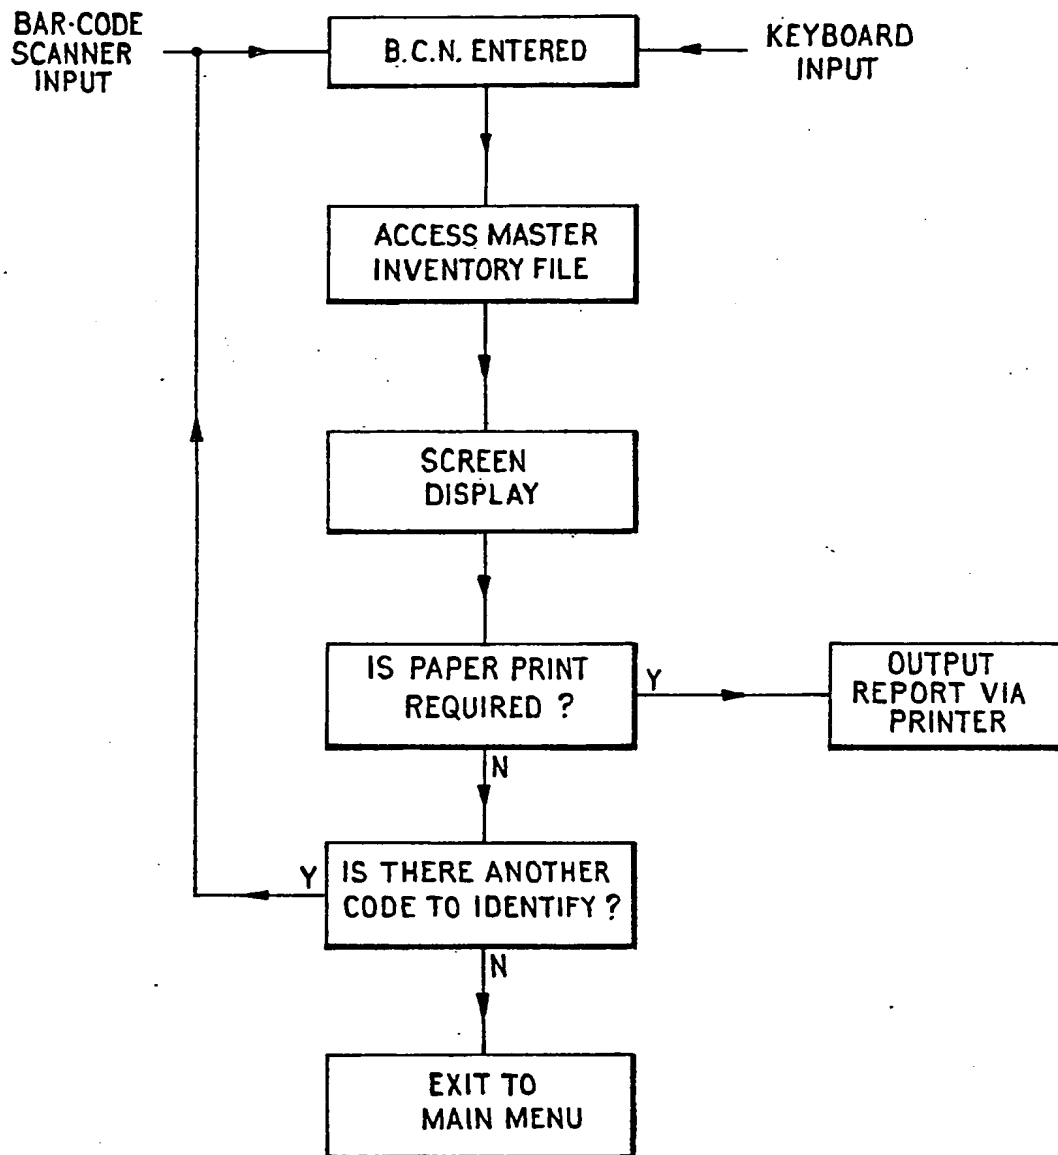 BAR-CODE
SCANNER
INPUT
B.C.N. ENTERED
KEYBOARD
INPUT
ACCESS MASTER
INVENTORY FILE
SCREEN
DISPLAY
IS PAPER PRINT
REQUIRED ?
Y
OUTPUT
REPORT VIA
PRINTER
N
Y
IS THERE ANOTHER
CODE TO IDENTIFY ?
N
EXIT TO
MAIN MENU